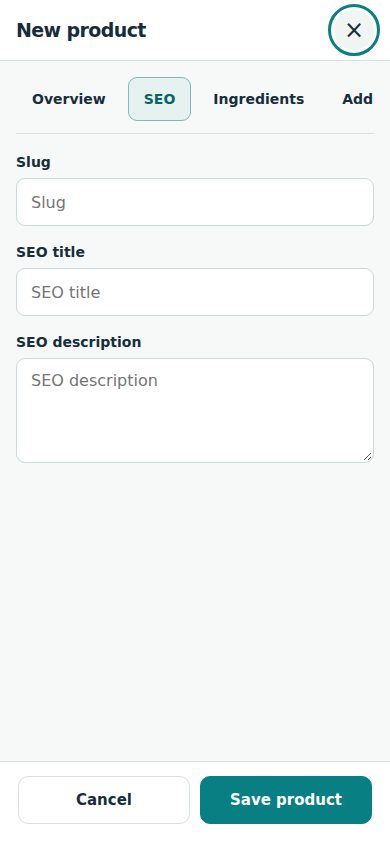 New product
Overview SEO Ingredients Add
Slug
Slug
SEO title
SEO title
SEO description
SEO description
Cancel Save product